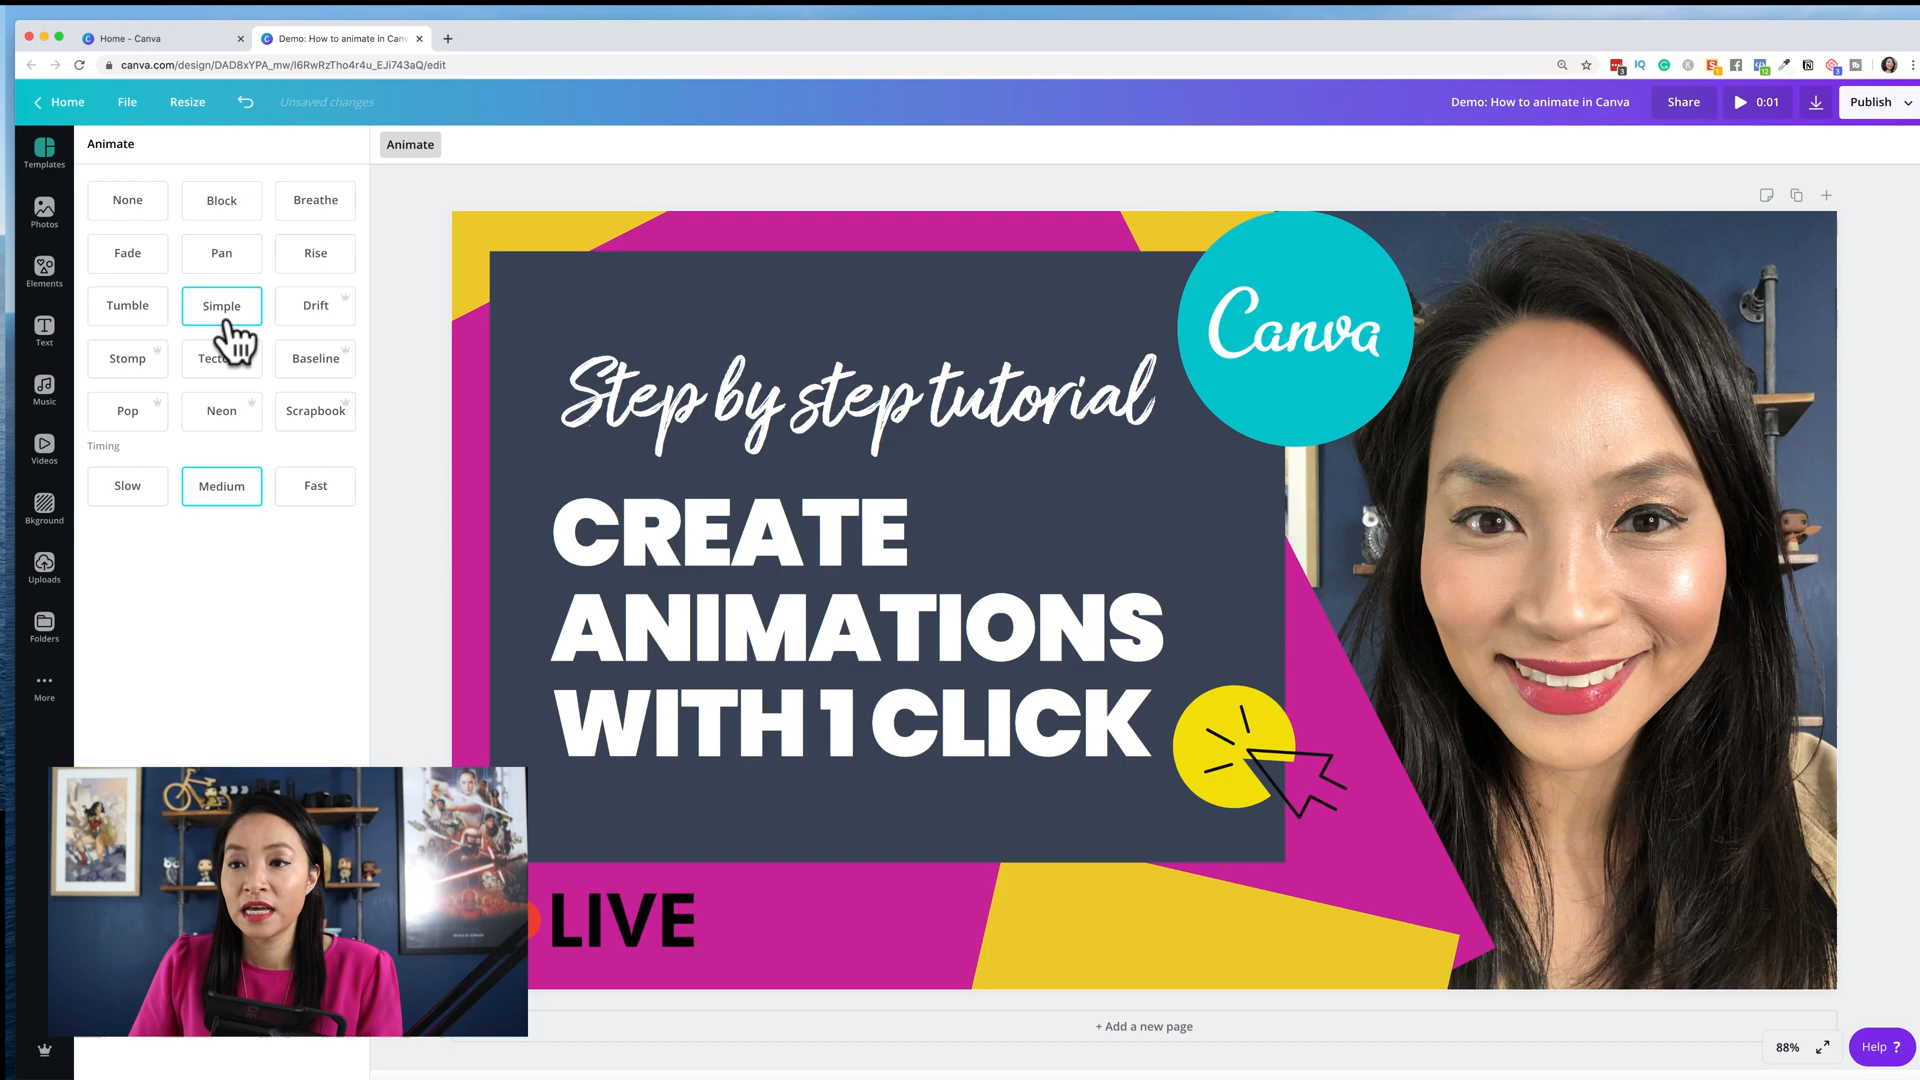 Home - Canva
Demo: How to animate in Canv
canva.com/design/DAD8xYPA_mw/I6RwRzTho4r4u_EJi743aQ/edit
Home
File
Resize
Unsaved changes
Demo: How to animate in Canva
Share
0:01
Publish
Templates
Photos
Elements
Text
Music
Videos
Bkground
Uploads
Folders
More
Animate
Animate
None
Block
Breathe
Fade
Pan
Rise
Tumble
Simple
Drift
Stomp
Baseline
Pop
Neon
Scrapbook
Timing
Slow
Medium
Fast
Step by step tutorial
CREATE
ANIMATIONS
WITH 1 CLICK
Canva
LIVE
+ Add a new page
88%
Help ?